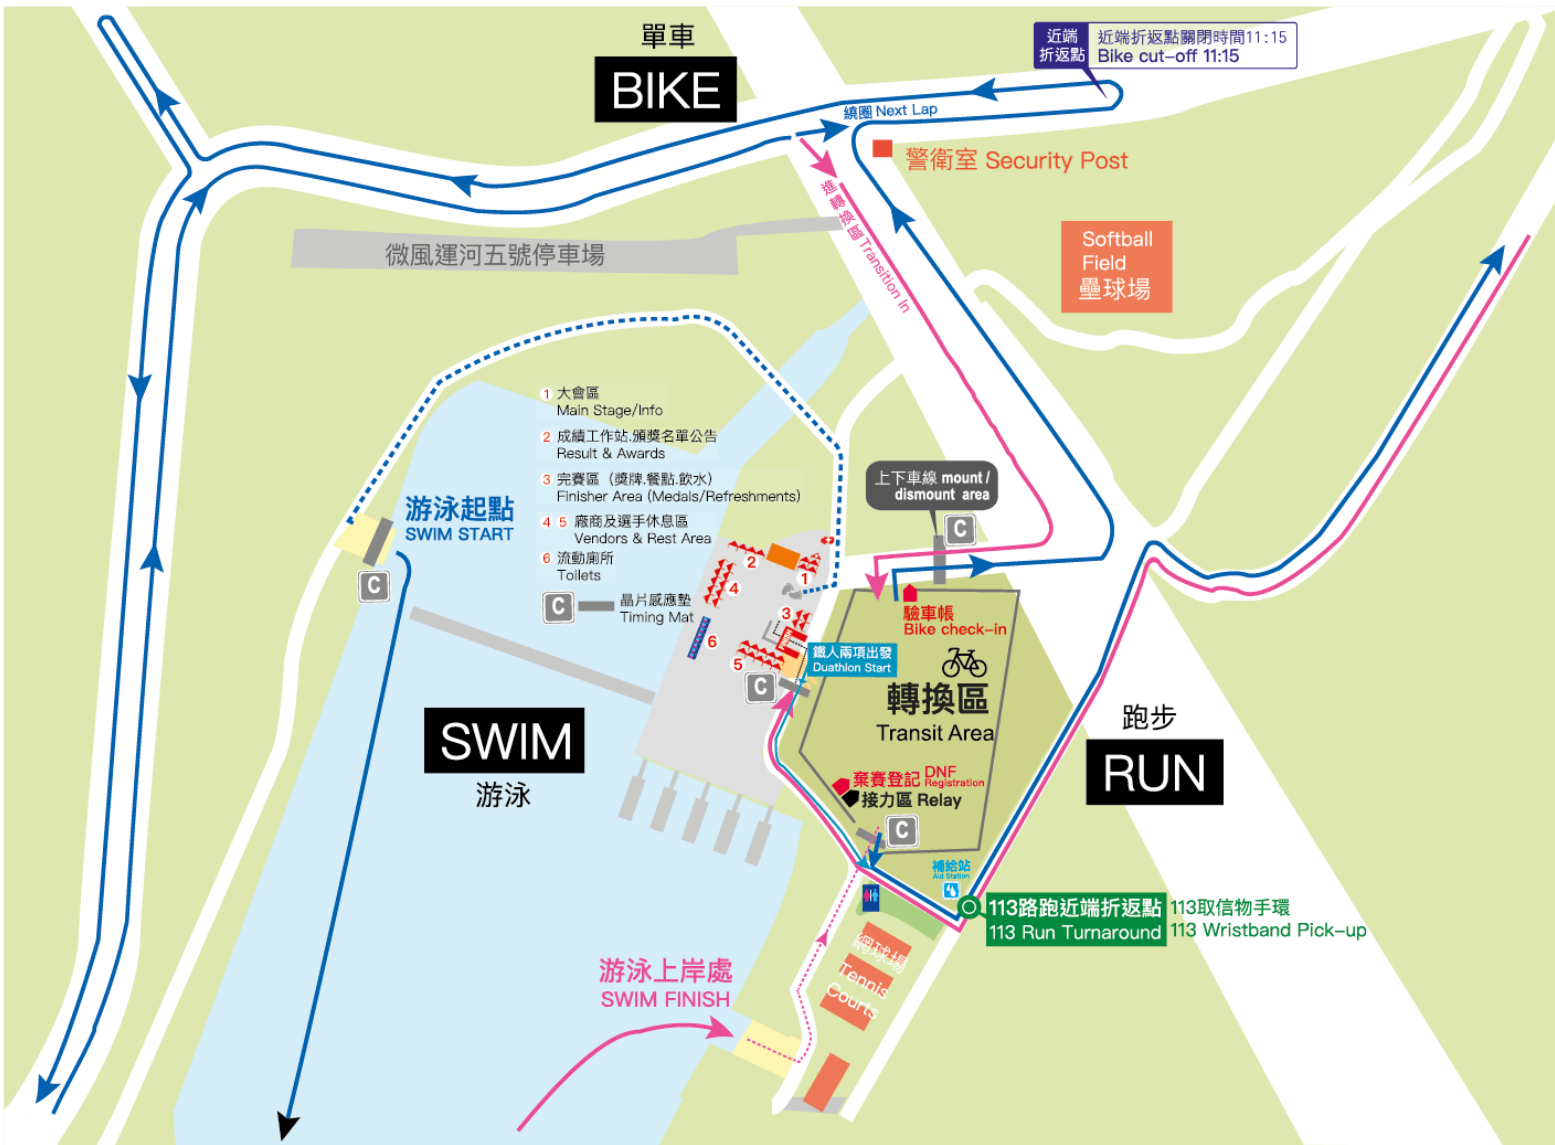 單車
BIKE
近端
折返點
近端折返點關閉時間11:15
Bike cut-off 11:15
繞圈 Next Lap
警衛室 Security Post
進轉換區 Transition In
微風運河五號停車場
Softball
Field
壘球場
1 大會區
Main Stage/Info
2 成績工作站.頒獎名單公告
Result & Awards
3 完賽區（獎牌.餐點.飲水）
Finisher Area (Medals/Refreshments)
4 5 廠商及選手休息區
Vendors & Rest Area
6 流動廁所
Toilets
C 晶片感應墊
Timing Mat
游泳起點
SWIM START
C
上下車線 mount /
dismount area
C
2
1
4
3
6
5
C
驗車帳
Bike check-in
鐵人兩項出發
Duathlon Start
轉換區
Transit Area
SWIM
游泳
跑步
RUN
棄賽登記 DNF
Registration
接力區 Relay
C
補給站
Aid Station
113路跑近端折返點
113 Run Turnaround
113取信物手環
113 Wristband Pick-up
網球場
Tennis
Courts
游泳上岸處
SWIM FINISH